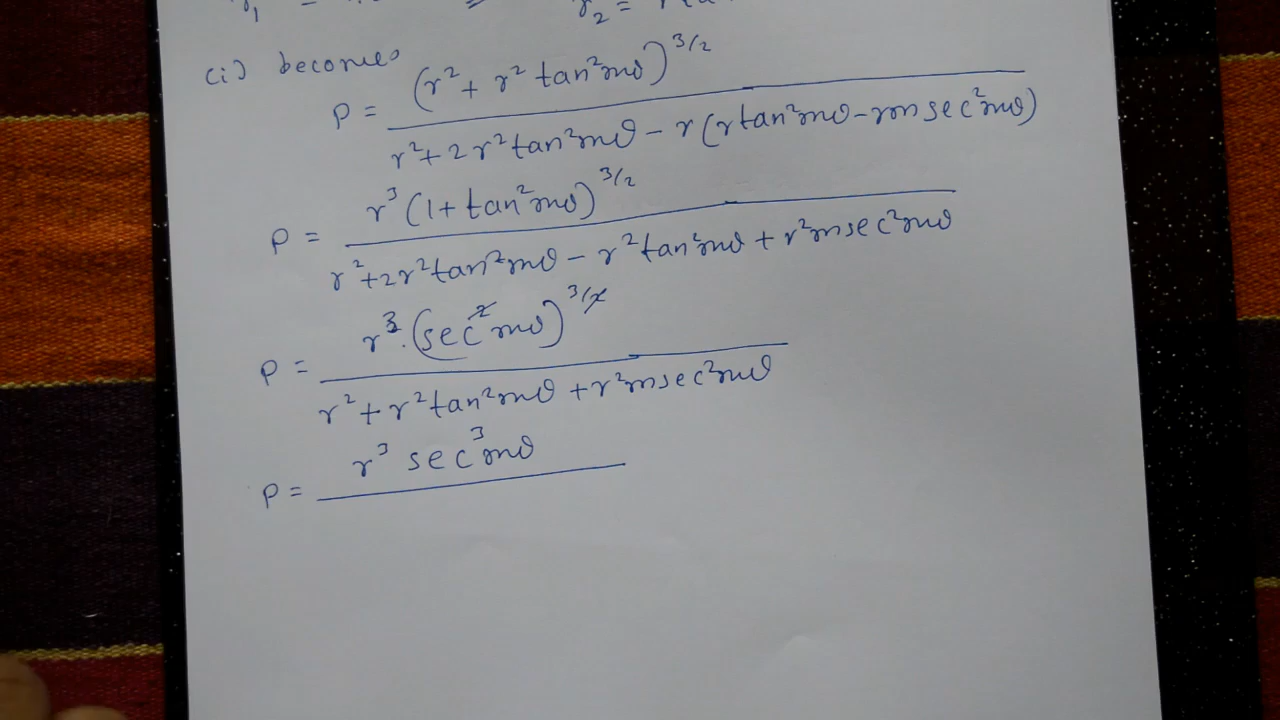 (i) becomes
ρ = (r² + r² tan²mθ)^3/2 / r² + 2r² tan²mθ − r(r tan²mθ − rm sec²mθ)
ρ = r³ (1 + tan²mθ)^3/2 / r² + 2r² tan²mθ − r² tan²mθ + r²m sec²mθ
ρ = r³ . (sec²mθ)^3/2 / r² + r² tan²mθ + r²m sec²mθ
ρ = r³ sec³mθ /